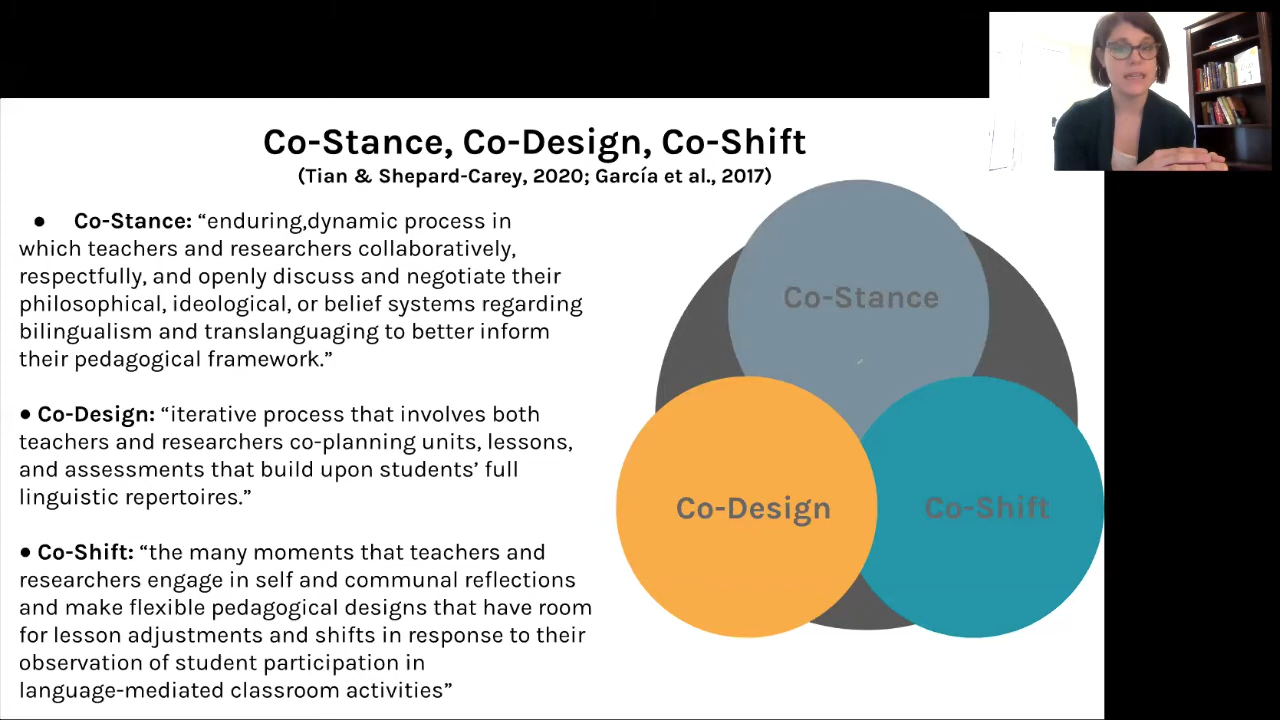 Co-Stance, Co-Design, Co-Shift
(Tian & Shepard-Carey, 2020; García et al., 2017)
● Co-Stance: “enduring,dynamic process in
which teachers and researchers collaboratively,
respectfully, and openly discuss and negotiate their
philosophical, ideological, or belief systems regarding
bilingualism and translanguaging to better inform
their pedagogical framework.”
● Co-Design: “iterative process that involves both
teachers and researchers co-planning units, lessons,
and assessments that build upon students’ full
linguistic repertoires.”
● Co-Shift: “the many moments that teachers and
researchers engage in self and communal reflections
and make flexible pedagogical designs that have room
for lesson adjustments and shifts in response to their
observation of student participation in
language-mediated classroom activities”
Co-Stance
Co-Design
Co-Shift